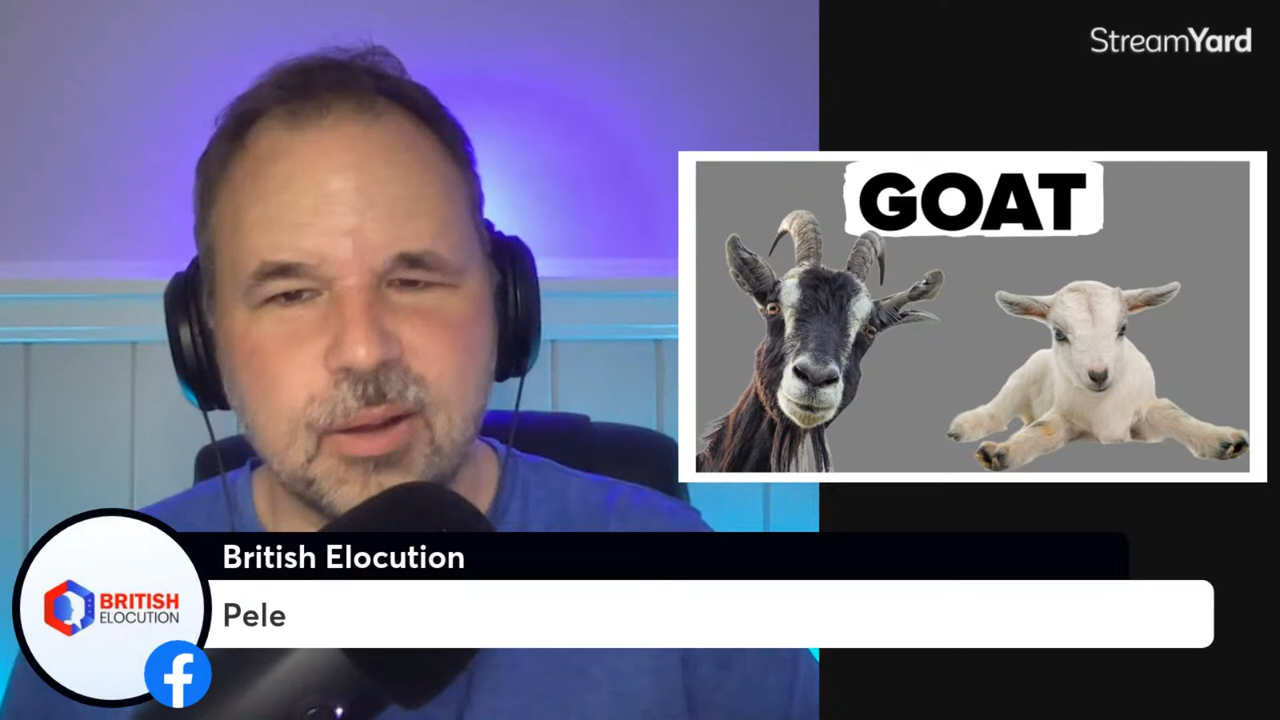 StreamYard
GOAT
British Elocution
BRITISH
ELOCUTION
Pele